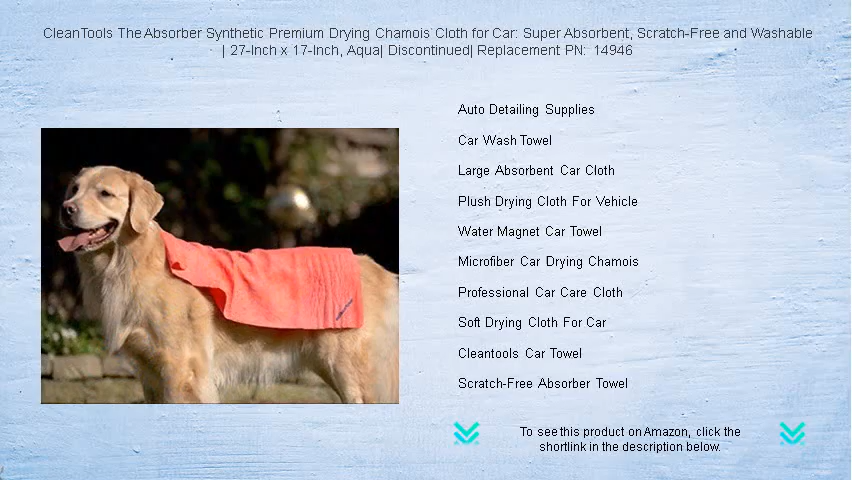 CleanTools The Absorber Synthetic Premium Drying Chamois Cloth for Car: Super Absorbent, Scratch-Free and Washable
| 27-Inch x 17-Inch, Aqua| Discontinued| Replacement PN: 14946
Auto Detailing Supplies
Car Wash Towel
Large Absorbent Car Cloth
Plush Drying Cloth For Vehicle
Water Magnet Car Towel
Microfiber Car Drying Chamois
Professional Car Care Cloth
Soft Drying Cloth For Car
Cleantools Car Towel
Scratch-Free Absorber Towel
To see this product on Amazon, click the
shortlink in the description below.